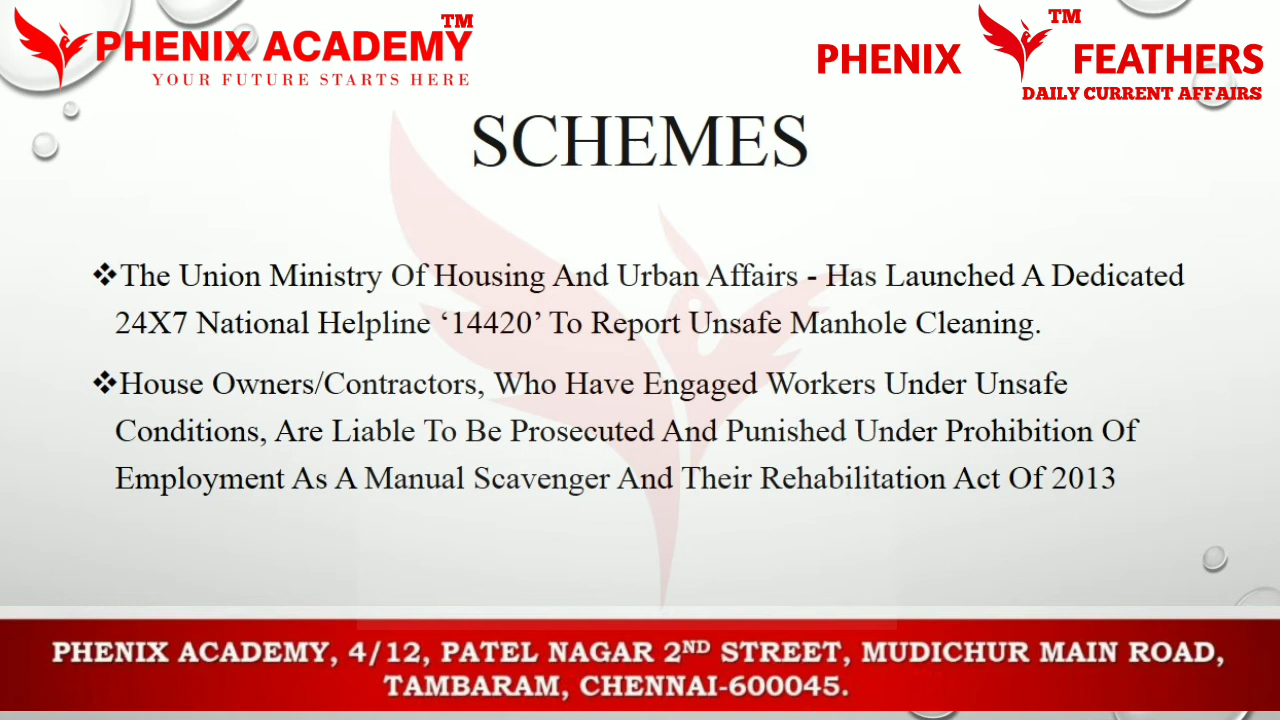 PHENIX ACADEMY™
YOUR FUTURE STARTS HERE
PHENIX ™ FEATHERS
DAILY CURRENT AFFAIRS
SCHEMES
❖The Union Ministry Of Housing And Urban Affairs - Has Launched A Dedicated
24X7 National Helpline ‘14420’ To Report Unsafe Manhole Cleaning.
❖House Owners/Contractors, Who Have Engaged Workers Under Unsafe
Conditions, Are Liable To Be Prosecuted And Punished Under Prohibition Of
Employment As A Manual Scavenger And Their Rehabilitation Act Of 2013
PHENIX ACADEMY, 4/12, PATEL NAGAR 2ND STREET, MUDICHUR MAIN ROAD,
TAMBARAM, CHENNAI-600045.